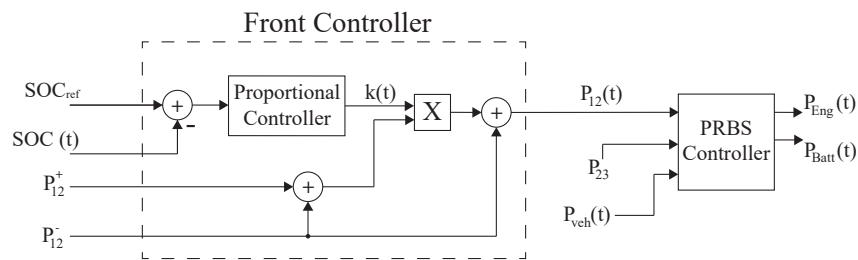 Front Controller
SOC_ref
SOC (t)
P_12^+
P_12^-
+
-
Proportional
Controller
k(t)
X
+
+
P_12(t)
P_23
P_veh(t)
PRBS
Controller
P_Eng(t)
P_Batt(t)